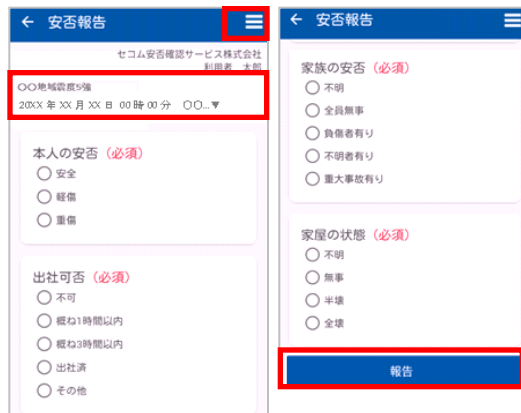 ← 安否報告
セコム安否確認サービス株式会社
利用者 太郎
〇〇地域震度5強
20XX 年 XX 月 XX 日 00 時 00 分 〇〇...▼
本人の安否（必須）
安全
軽傷
重傷
出社可否（必須）
不可
概ね1時間以内
概ね3時間以内
出社済
その他
← 安否報告
家族の安否（必須）
不明
全員無事
負傷者有り
不明者有り
重大事故有り
家屋の状態（必須）
不明
無事
半壊
全壊
報告